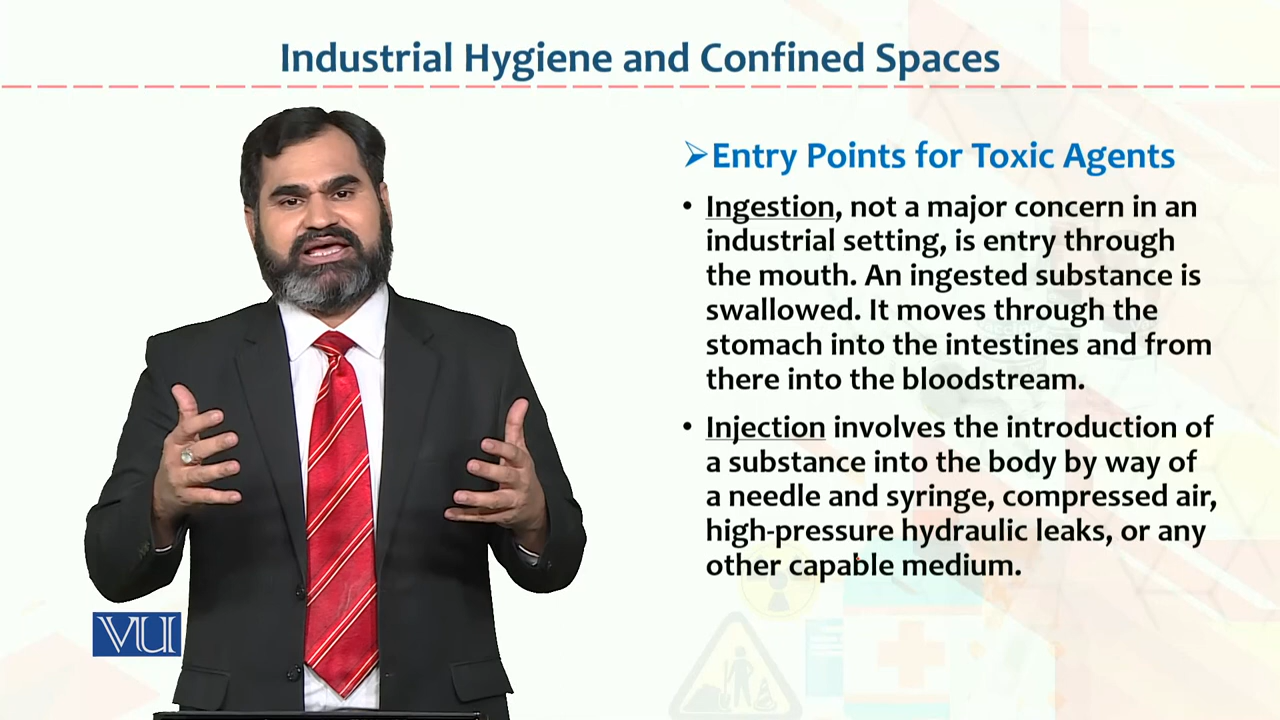 Industrial Hygiene and Confined Spaces
➢Entry Points for Toxic Agents
• Ingestion, not a major concern in an
industrial setting, is entry through
the mouth. An ingested substance is
swallowed. It moves through the
stomach into the intestines and from
there into the bloodstream.
• Injection involves the introduction of
a substance into the body by way of
a needle and syringe, compressed air,
high-pressure hydraulic leaks, or any
other capable medium.
VU